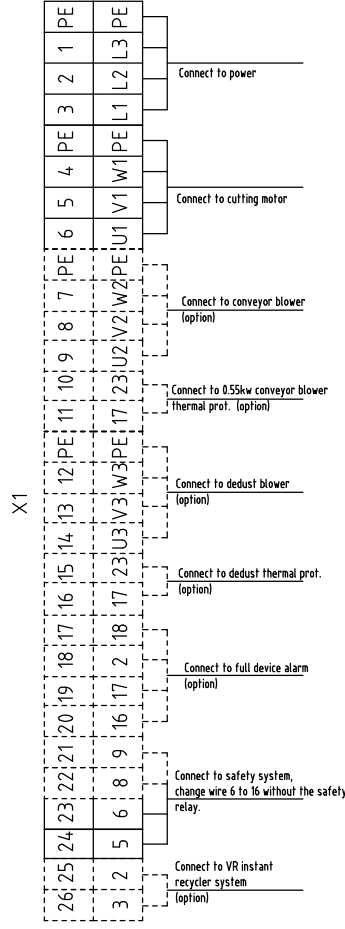 X1
PE PE
1 L3
2 L2
3 L1
Connect to power
PE PE
4 W1
5 V1
6 U1
Connect to cutting motor
PE PE
7 W2
8 V2
9 U2
Connect to conveyor blower
(option)
10 23
11 17
Connect to 0.55kw conveyor blower
thermal prot. (option)
PE PE
12 W3
13 V3
14 U3
Connect to dedust blower
(option)
15 23
16 17
Connect to dedust thermal prot.
(option)
17 18
18 2
19 17
20 16
Connect to full device alarm
(option)
21 9
22 8
23 6
24 5
Connect to safety system,
change wire 6 to 16 without the safety
relay.
25 2
26 3
Connect to VR instant
recycler system
(option)